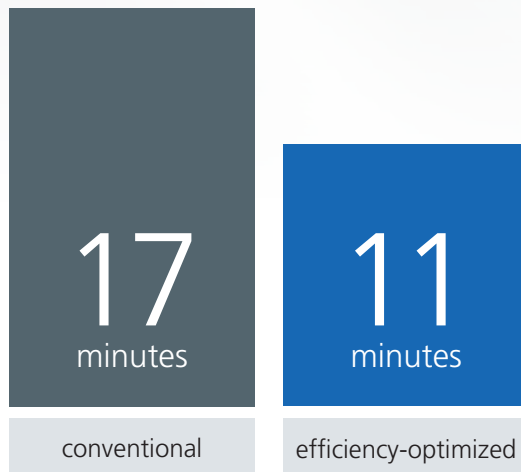 17
minutes
11
minutes
conventional
efficiency-optimized